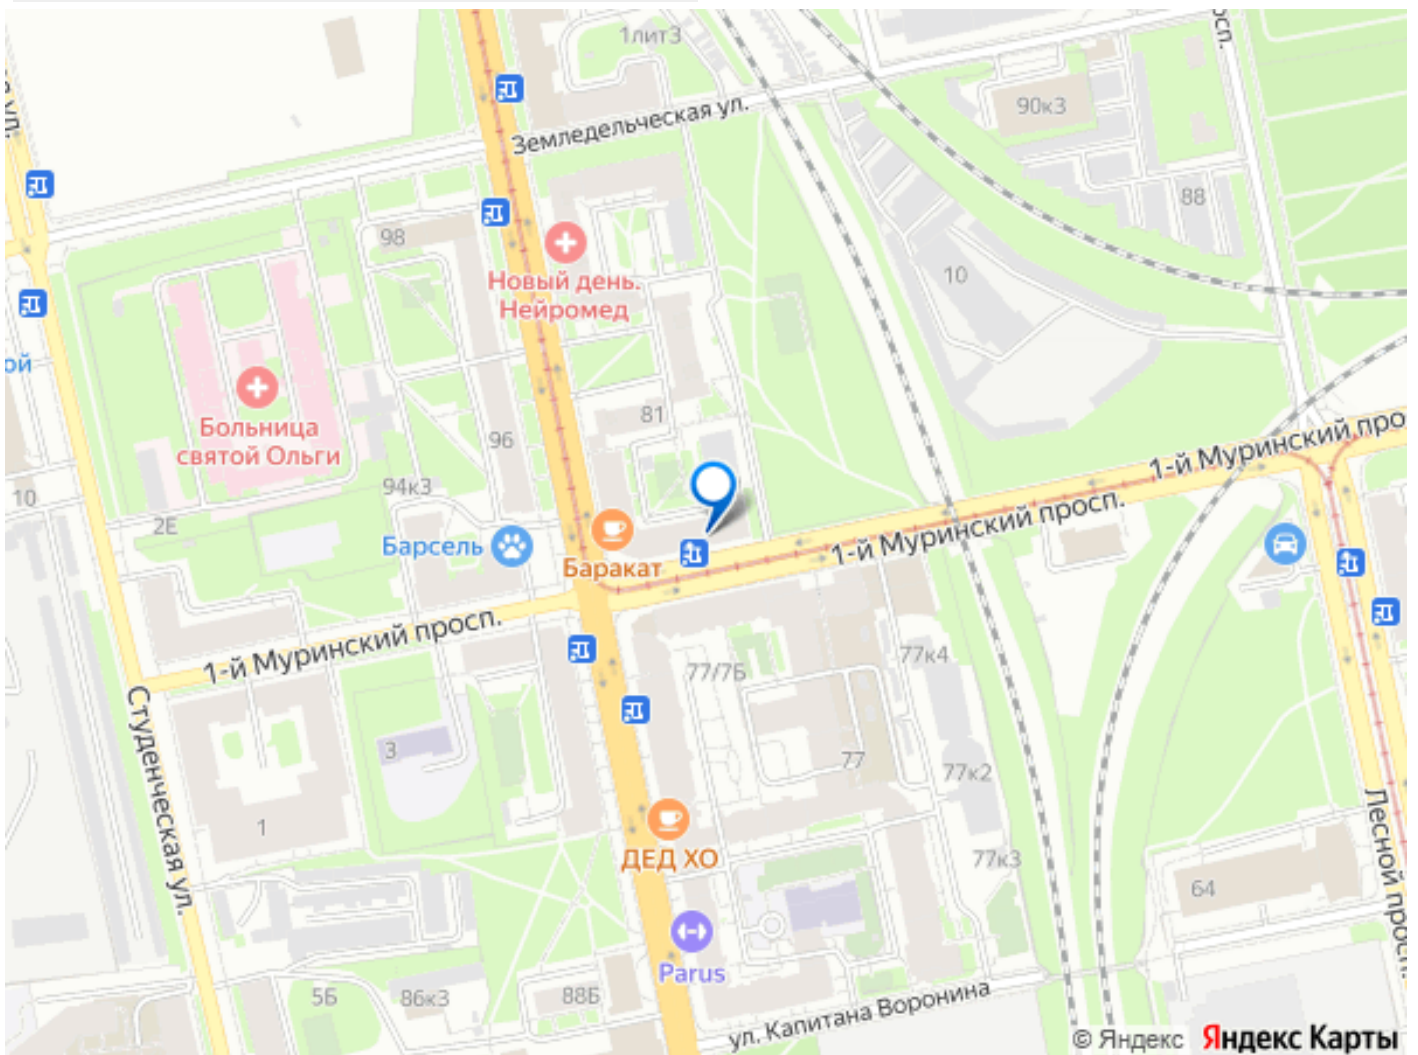 1лит3
Земледельческая ул.
90к3
88
98
Новый день.
Нейромед
10
ой
Больница
святой Ольги
81
96
94к3
10
2Е
Барсель
Баракат
1-й Муринский просп.
1-й Муринский про
1-й Муринский просп.
77/7Б
77к4
3
77
77к2
Студенческая ул.
1
ДЕД ХО
77к3
64
Лесной просп.
Parus
5Б
86к3
88Б
ул. Капитана Воронина
© Яндекс Яндекс Карты